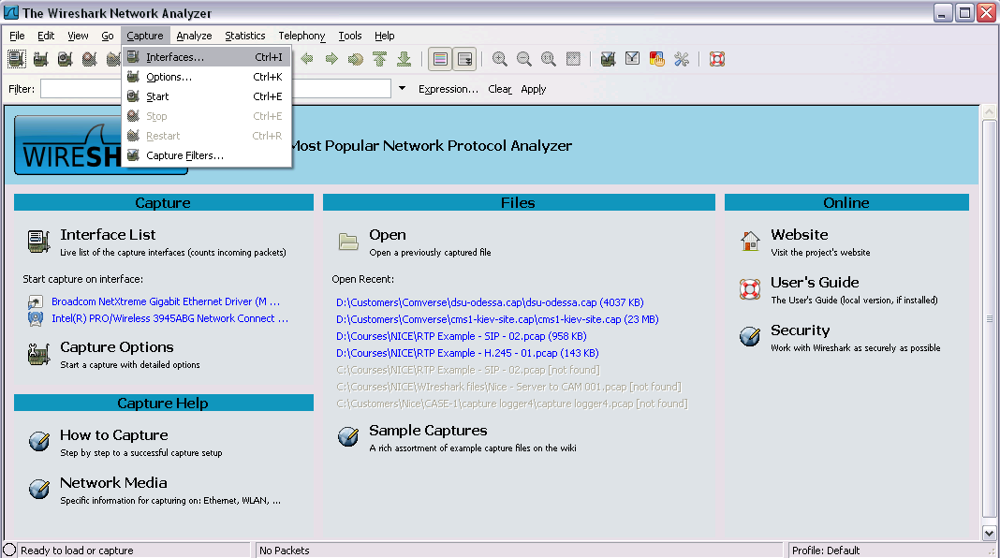 The Wireshark Network Analyzer
File Edit View Go Capture Analyze Statistics Telephony Tools Help
Interfaces... Ctrl+I
Options... Ctrl+K
Start Ctrl+E
Stop Ctrl+E
Restart Ctrl+R
Capture Filters...
Filter: Expression... Clear Apply
WIRESH
Most Popular Network Protocol Analyzer
Capture
Interface List
Live list of the capture interfaces (counts incoming packets)
Start capture on interface:
Broadcom NetXtreme Gigabit Ethernet Driver (M ...
Intel(R) PRO/Wireless 3945ABG Network Connect ...
Capture Options
Start a capture with detailed options
Capture Help
How to Capture
Step by step to a successful capture setup
Network Media
Specific information for capturing on: Ethernet, WLAN, ...
Files
Open
Open a previously captured file
Open Recent:
D:\Customers\Comverse\dsu-odessa.cap\dsu-odessa.cap (4037 KB)
D:\Customers\Comverse\cms1-kiev-site.cap\cms1-kiev-site.cap (23 MB)
D:\Courses\NICE\RTP Example - SIP - 02.pcap (958 KB)
D:\Courses\NICE\RTP Example - H.245 - 01.pcap (143 KB)
C:\Courses\NICE\RTP Example - SIP - 02.pcap [not found]
C:\Courses\NICE\WIreshark files\Nice - Server to CAM 001.pcap [not found]
C:\Customers\Nice\CASE-1\capture logger4\capture logger4.pcap [not found]
Sample Captures
A rich assortment of example capture files on the wiki
Online
Website
Visit the project's website
User's Guide
The User's Guide (local version, if installed)
Security
Work with Wireshark as securely as possible
Ready to load or capture
No Packets
Profile: Default